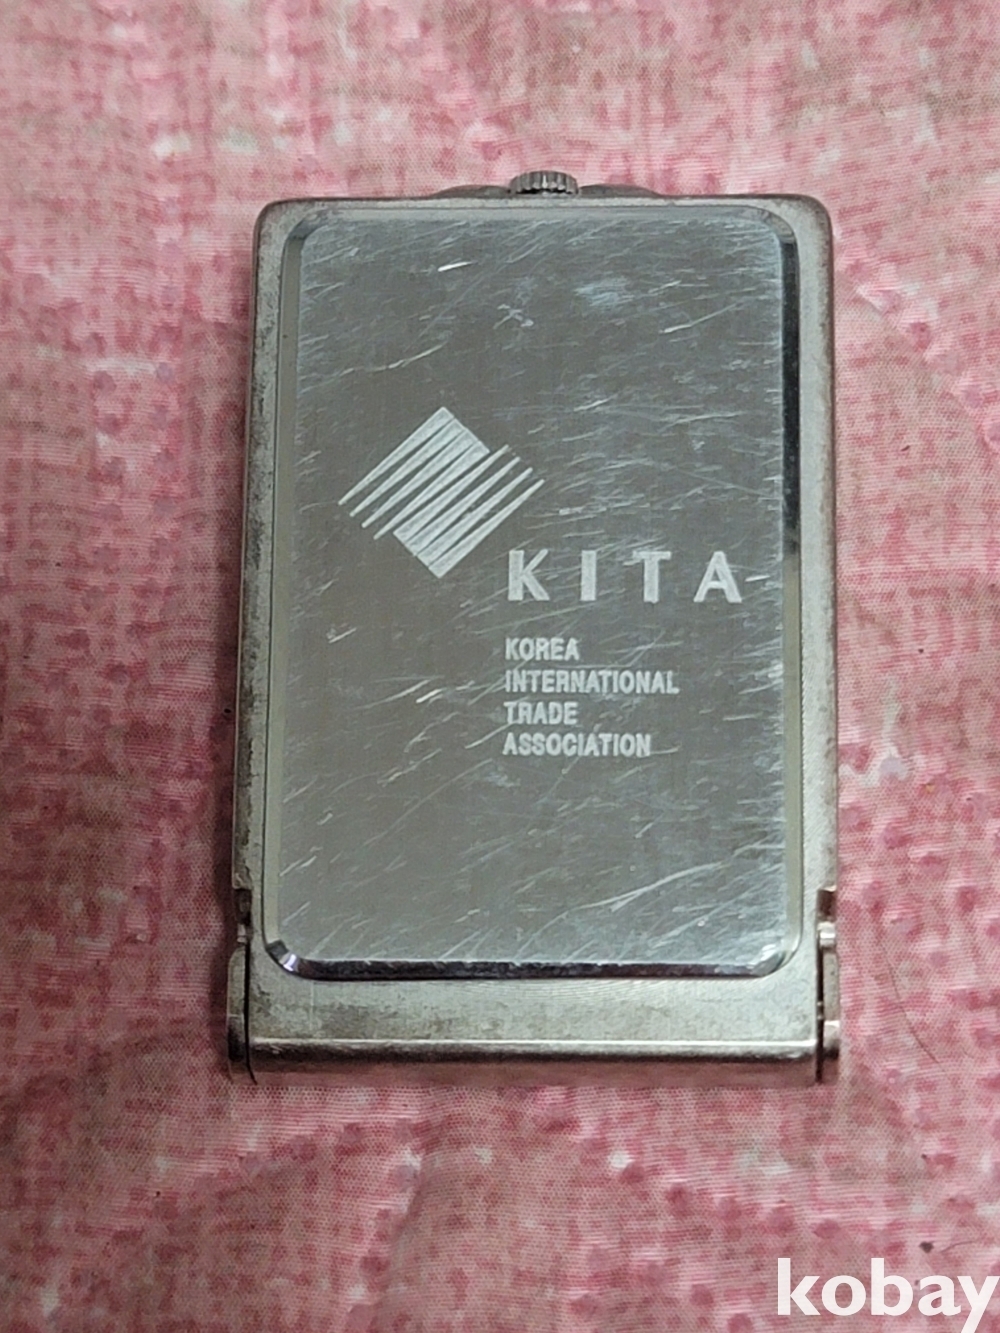 KITA
KOREA
INTERNATIONAL
TRADE
ASSOCIATION
kobay